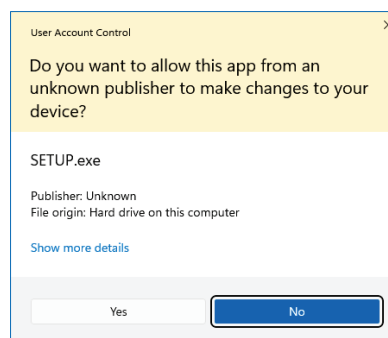 User Account Control
Do you want to allow this app from an
unknown publisher to make changes to your
device?
SETUP.exe
Publisher: Unknown
File origin: Hard drive on this computer
Show more details
Yes
No